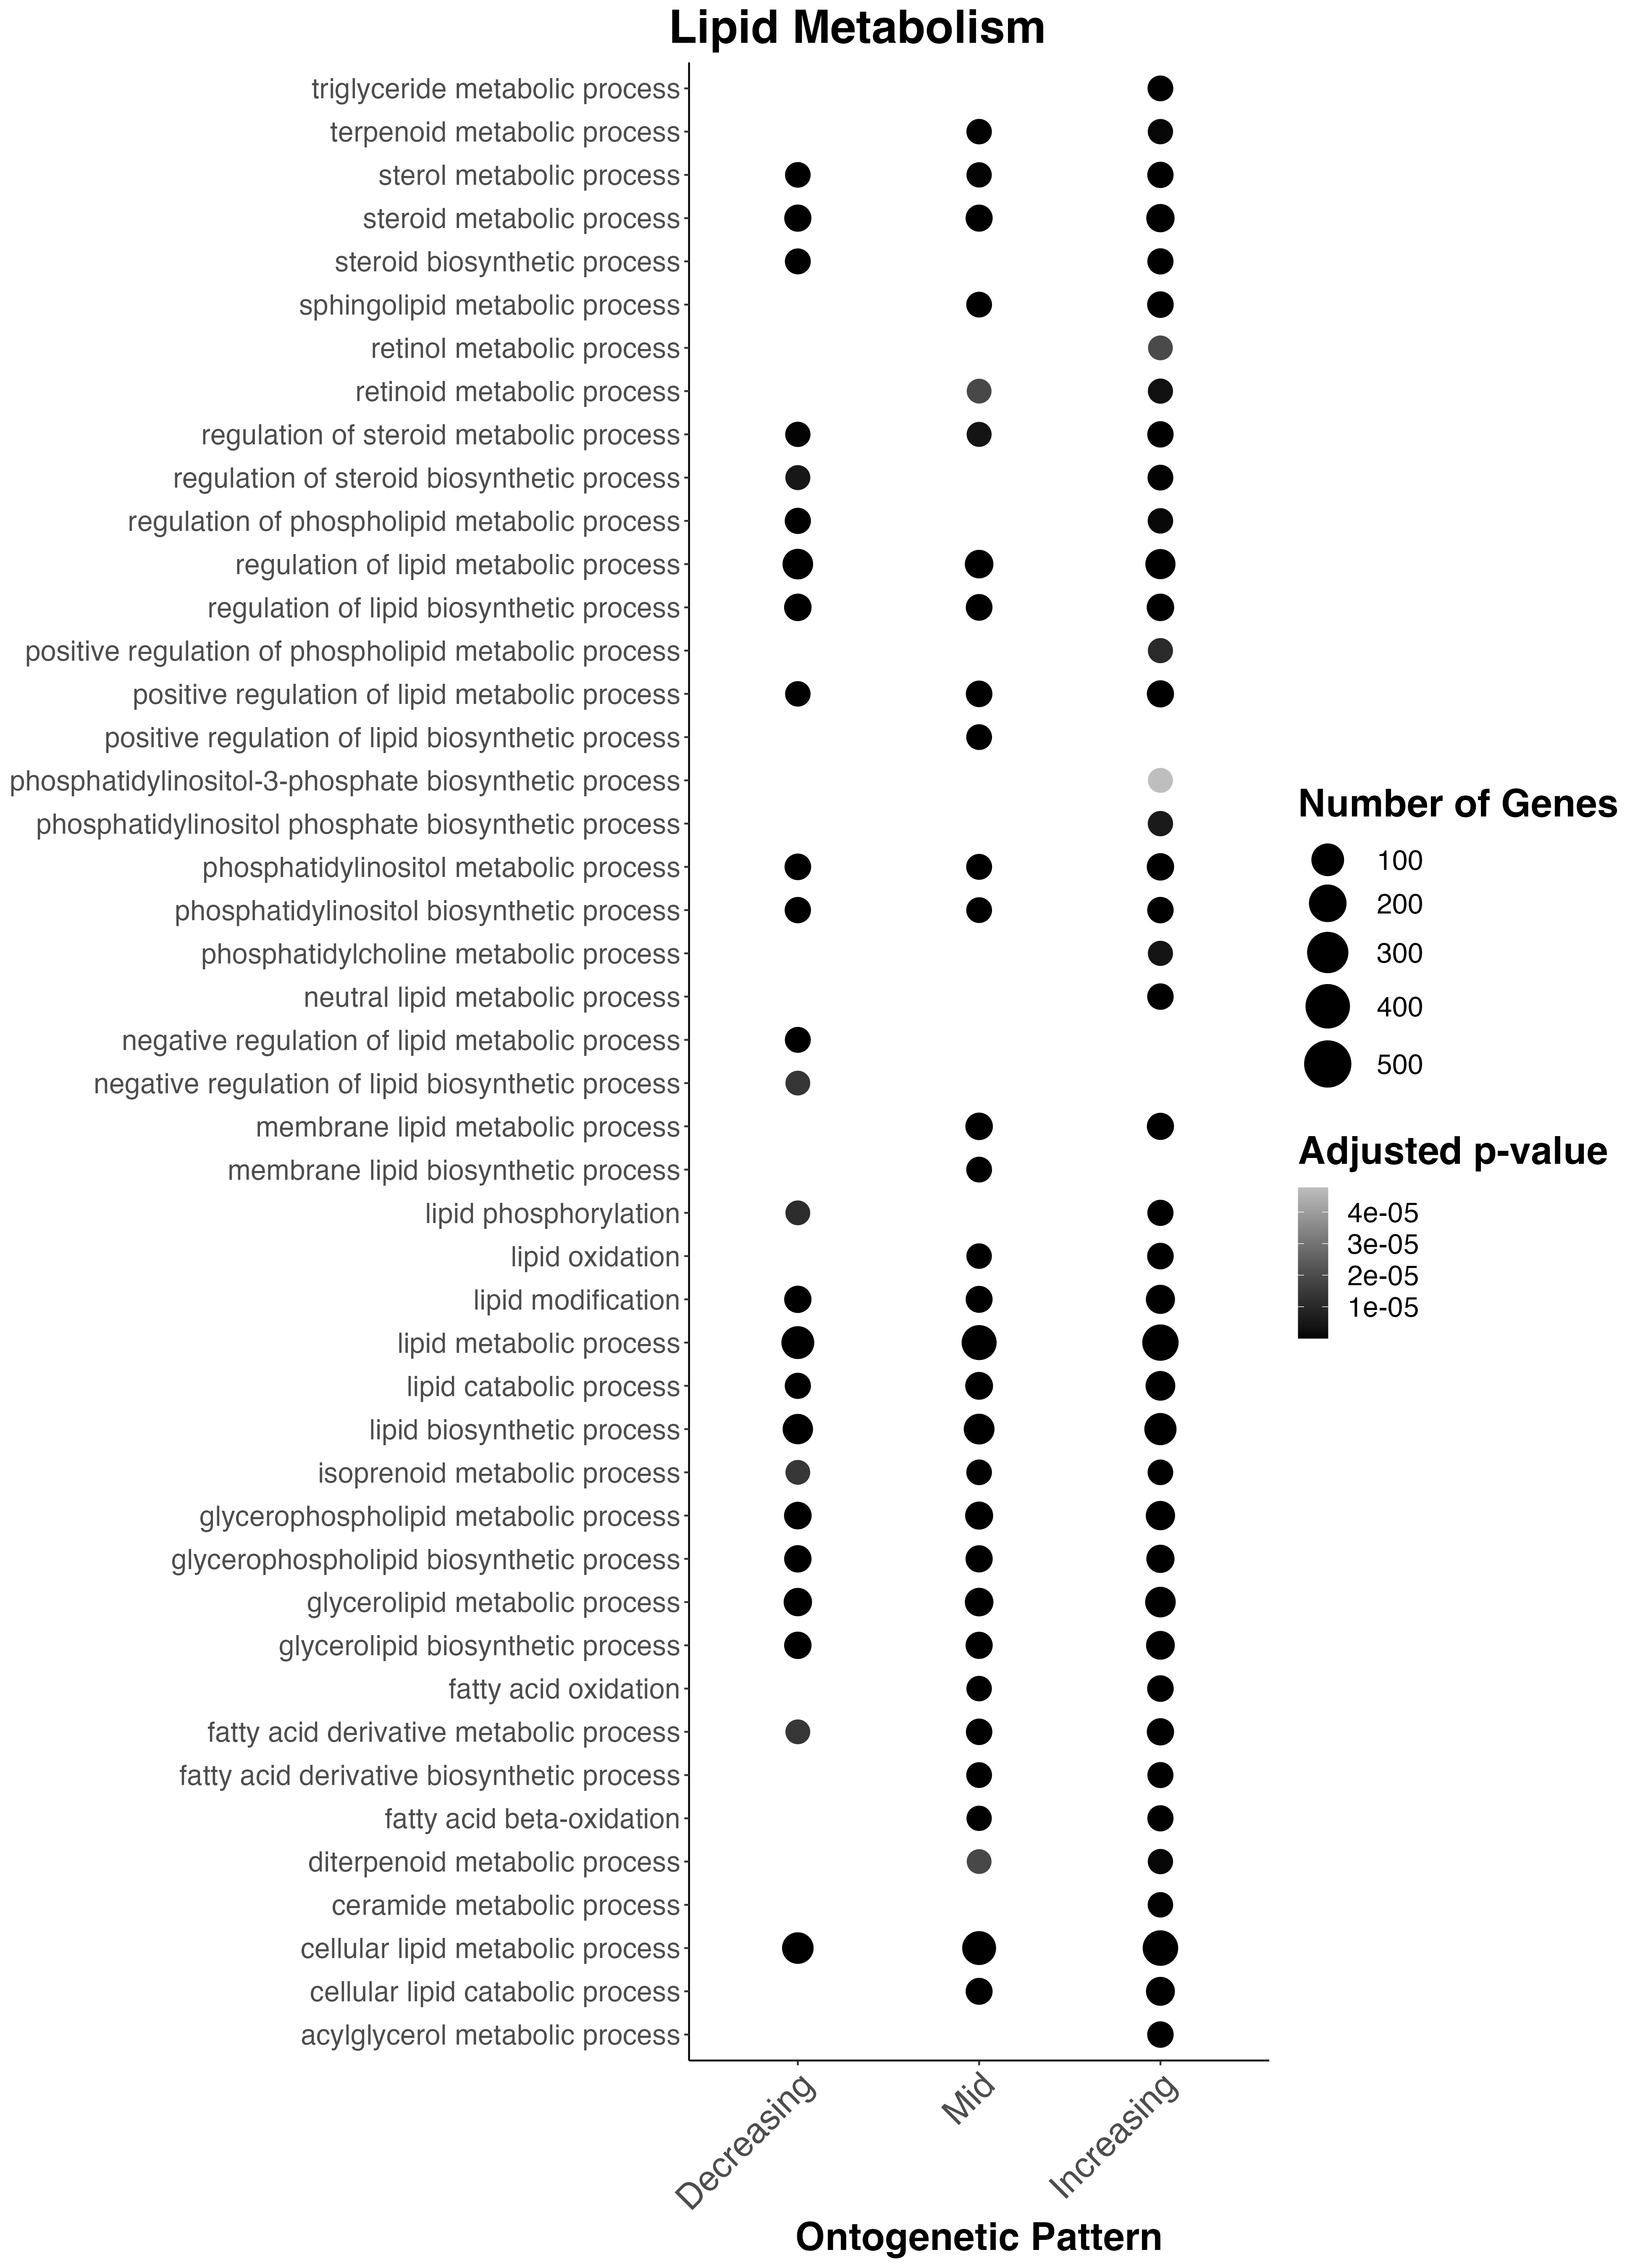 Lipid Metabolism
triglyceride metabolic process
terpenoid metabolic process
sterol metabolic process
steroid metabolic process
steroid biosynthetic process
sphingolipid metabolic process
retinol metabolic process
retinoid metabolic process
regulation of steroid metabolic process
regulation of steroid biosynthetic process
regulation of phospholipid metabolic process
regulation of lipid metabolic process
regulation of lipid biosynthetic process
positive regulation of phospholipid metabolic process
positive regulation of lipid metabolic process
positive regulation of lipid biosynthetic process
phosphatidylinositol-3-phosphate biosynthetic process
phosphatidylinositol phosphate biosynthetic process
phosphatidylinositol metabolic process
phosphatidylinositol biosynthetic process
phosphatidylcholine metabolic process
neutral lipid metabolic process
negative regulation of lipid metabolic process
negative regulation of lipid biosynthetic process
membrane lipid metabolic process
membrane lipid biosynthetic process
lipid phosphorylation
lipid oxidation
lipid modification
lipid metabolic process
lipid catabolic process
lipid biosynthetic process
isoprenoid metabolic process
glycerophospholipid metabolic process
glycerophospholipid biosynthetic process
glycerolipid metabolic process
glycerolipid biosynthetic process
fatty acid oxidation
fatty acid derivative metabolic process
fatty acid derivative biosynthetic process
fatty acid beta-oxidation
diterpenoid metabolic process
ceramide metabolic process
cellular lipid metabolic process
cellular lipid catabolic process
acylglycerol metabolic process
Decreasing
Mid
Increasing
Ontogenetic Pattern
Number of Genes
100
200
300
400
500
Adjusted p-value
4e-05
3e-05
2e-05
1e-05